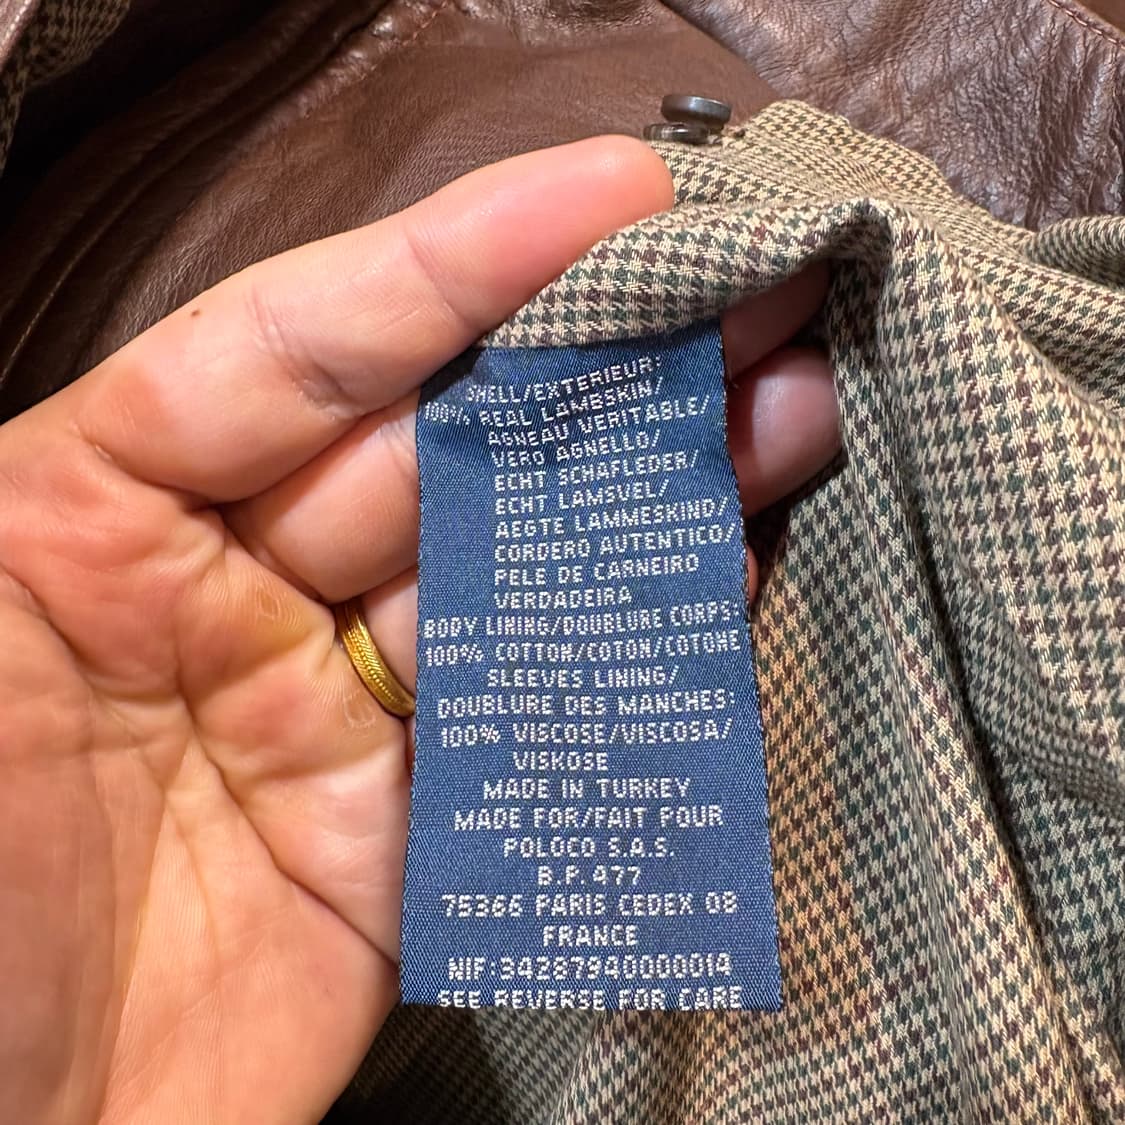 SHELL/EXTERIEUR:
100% REAL LAMBSKIN/
AGNEAU VERITABLE/
VERO AGNELLO/
ECHT SCHAFLEDER/
ECHT LAMSVEL/
AEGTE LAMMESKIND/
CORDERO AUTENTICO/
PELE DE CARNEIRO
VERDADEIRA
BODY LINING/DOUBLURE CORPS:
100% COTTON/COTON/COTONE
SLEEVES LINING/
DOUBLURE DES MANCHES:
100% VISCOSE/VISCOSA/
VISKOSE
MADE IN TURKEY
MADE FOR/FAIT POUR
POLOCO S.A.S.
B.P.477
75366 PARIS CEDEX 08
FRANCE
NIF:34287940000014
SEE REVERSE FOR CARE